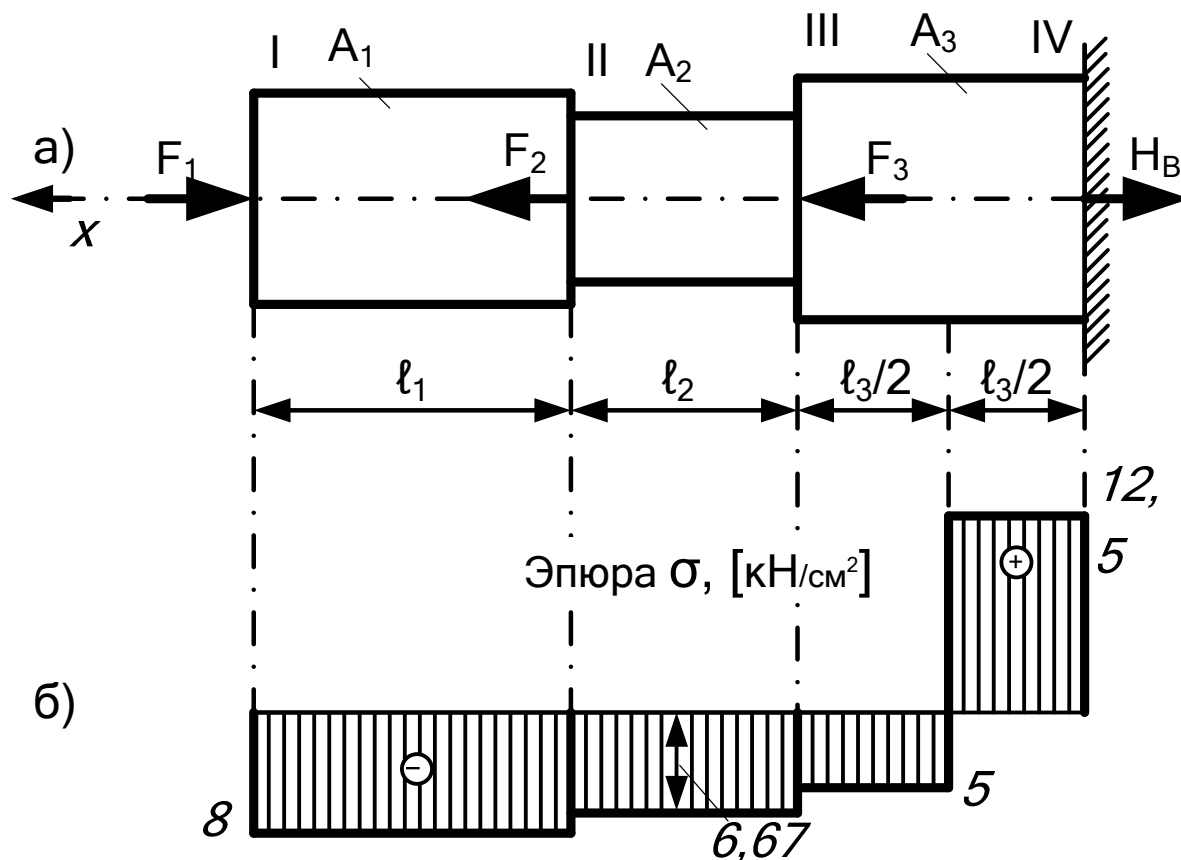 I A₁ II A₂ III A₃ IV
а) F₁ F₂ F₃ H_B
x
ℓ₁ ℓ₂ ℓ₃/2 ℓ₃/2
12,
5
Эпюра σ, [кН/см²] +
б)
−
8 6,67 5